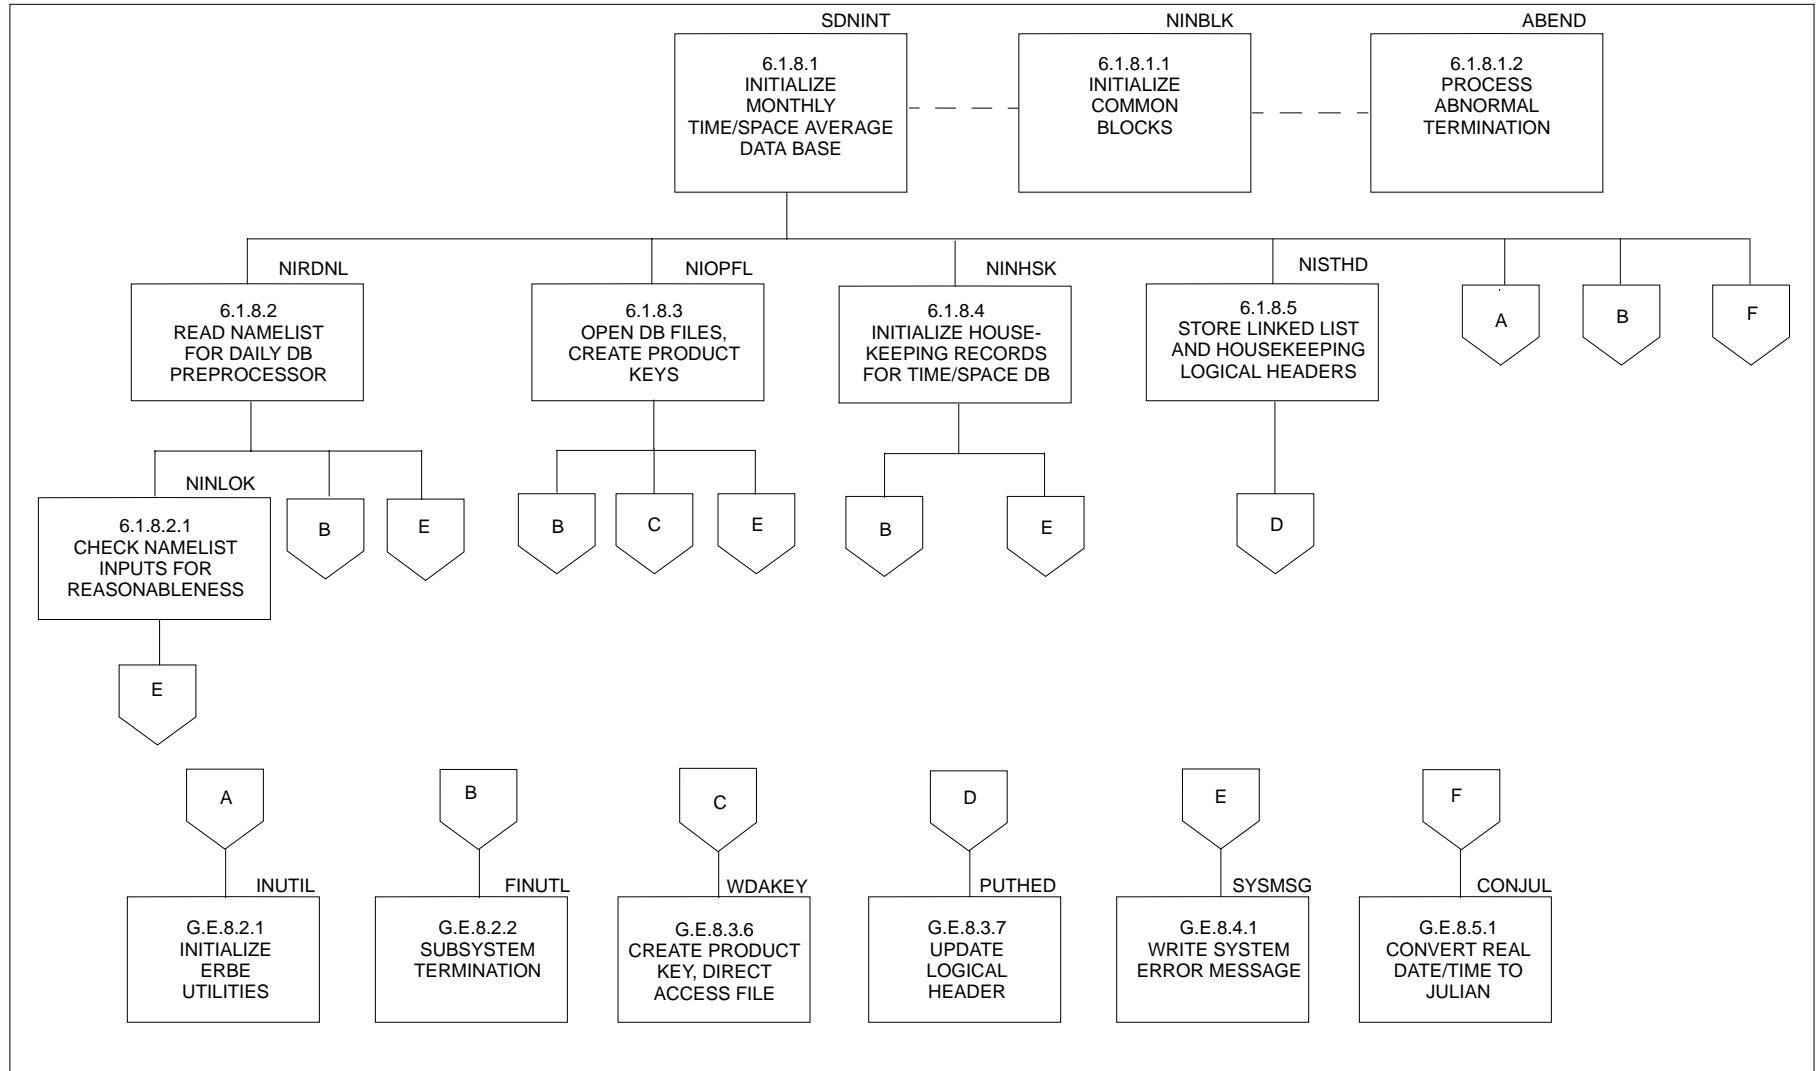 SDNINT
6.1.8.1
INITIALIZE
MONTHLY
TIME/SPACE AVERAGE
DATA BASE
NINBLK
6.1.8.1.1
INITIALIZE
COMMON
BLOCKS
ABEND
6.1.8.1.2
PROCESS
ABNORMAL
TERMINATION
NIRDNL
6.1.8.2
READ NAMELIST
FOR DAILY DB
PREPROCESSOR
NIOPFL
6.1.8.3
OPEN DB FILES,
CREATE PRODUCT
KEYS
NINHSK
6.1.8.4
INITIALIZE HOUSE-
KEEPING RECORDS
FOR TIME/SPACE DB
NISTHD
6.1.8.5
STORE LINKED LIST
AND HOUSEKEEPING
LOGICAL HEADERS
A
B
F
NINLOK
6.1.8.2.1
CHECK NAMELIST
INPUTS FOR
REASONABLENESS
B
E
B
C
E
B
E
D
E
A
INUTIL
G.E.8.2.1
INITIALIZE
ERBE
UTILITIES
B
FINUTL
G.E.8.2.2
SUBSYSTEM
TERMINATION
C
WDAKEY
G.E.8.3.6
CREATE PRODUCT
KEY, DIRECT
ACCESS FILE
D
PUTHED
G.E.8.3.7
UPDATE
LOGICAL
HEADER
E
SYSMSG
G.E.8.4.1
WRITE SYSTEM
ERROR MESSAGE
F
CONJUL
G.E.8.5.1
CONVERT REAL
DATE/TIME TO
JULIAN